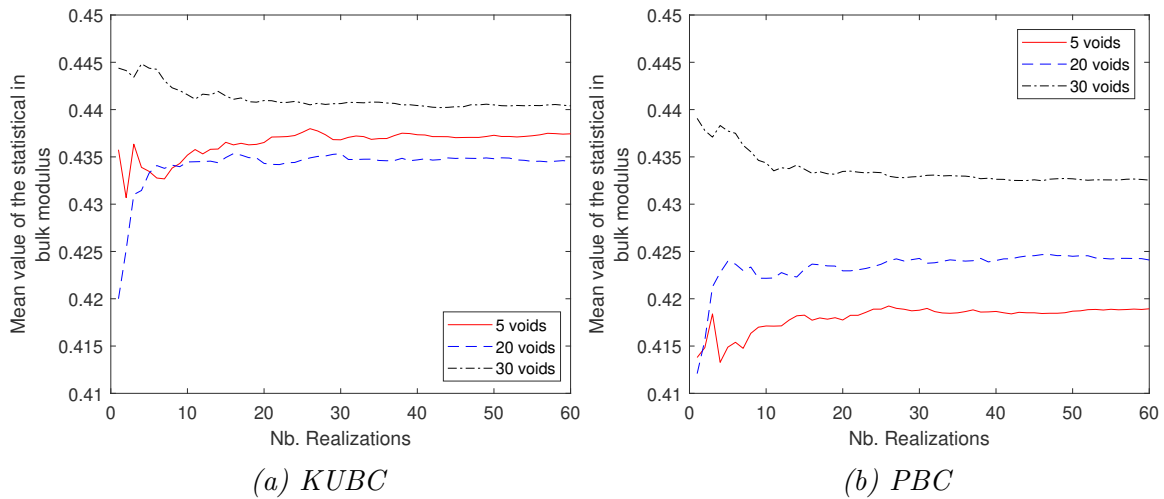 0.45
0.445
0.44
0.435
0.43
0.425
0.42
0.415
0.41
0
10
20
30
40
50
60
Mean value of the statistical in
bulk modulus
Nb. Realizations
5 voids
20 voids
30 voids
(a) KUBC
0.45
0.445
0.44
0.435
0.43
0.425
0.42
0.415
0.41
0
10
20
30
40
50
60
Mean value of the statistical in
bulk modulus
Nb. Realizations
5 voids
20 voids
30 voids
(b) PBC